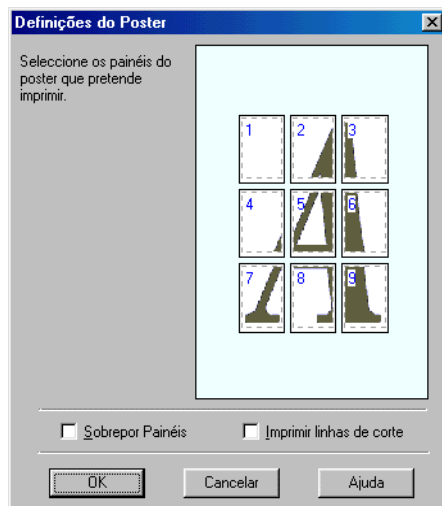 Definições do Poster
Seleccione os painéis do
poster que pretende
imprimir.
1 2 3
4 5 6
7 8 9
Sobrepor Painéis Imprimir linhas de corte
OK Cancelar Ajuda